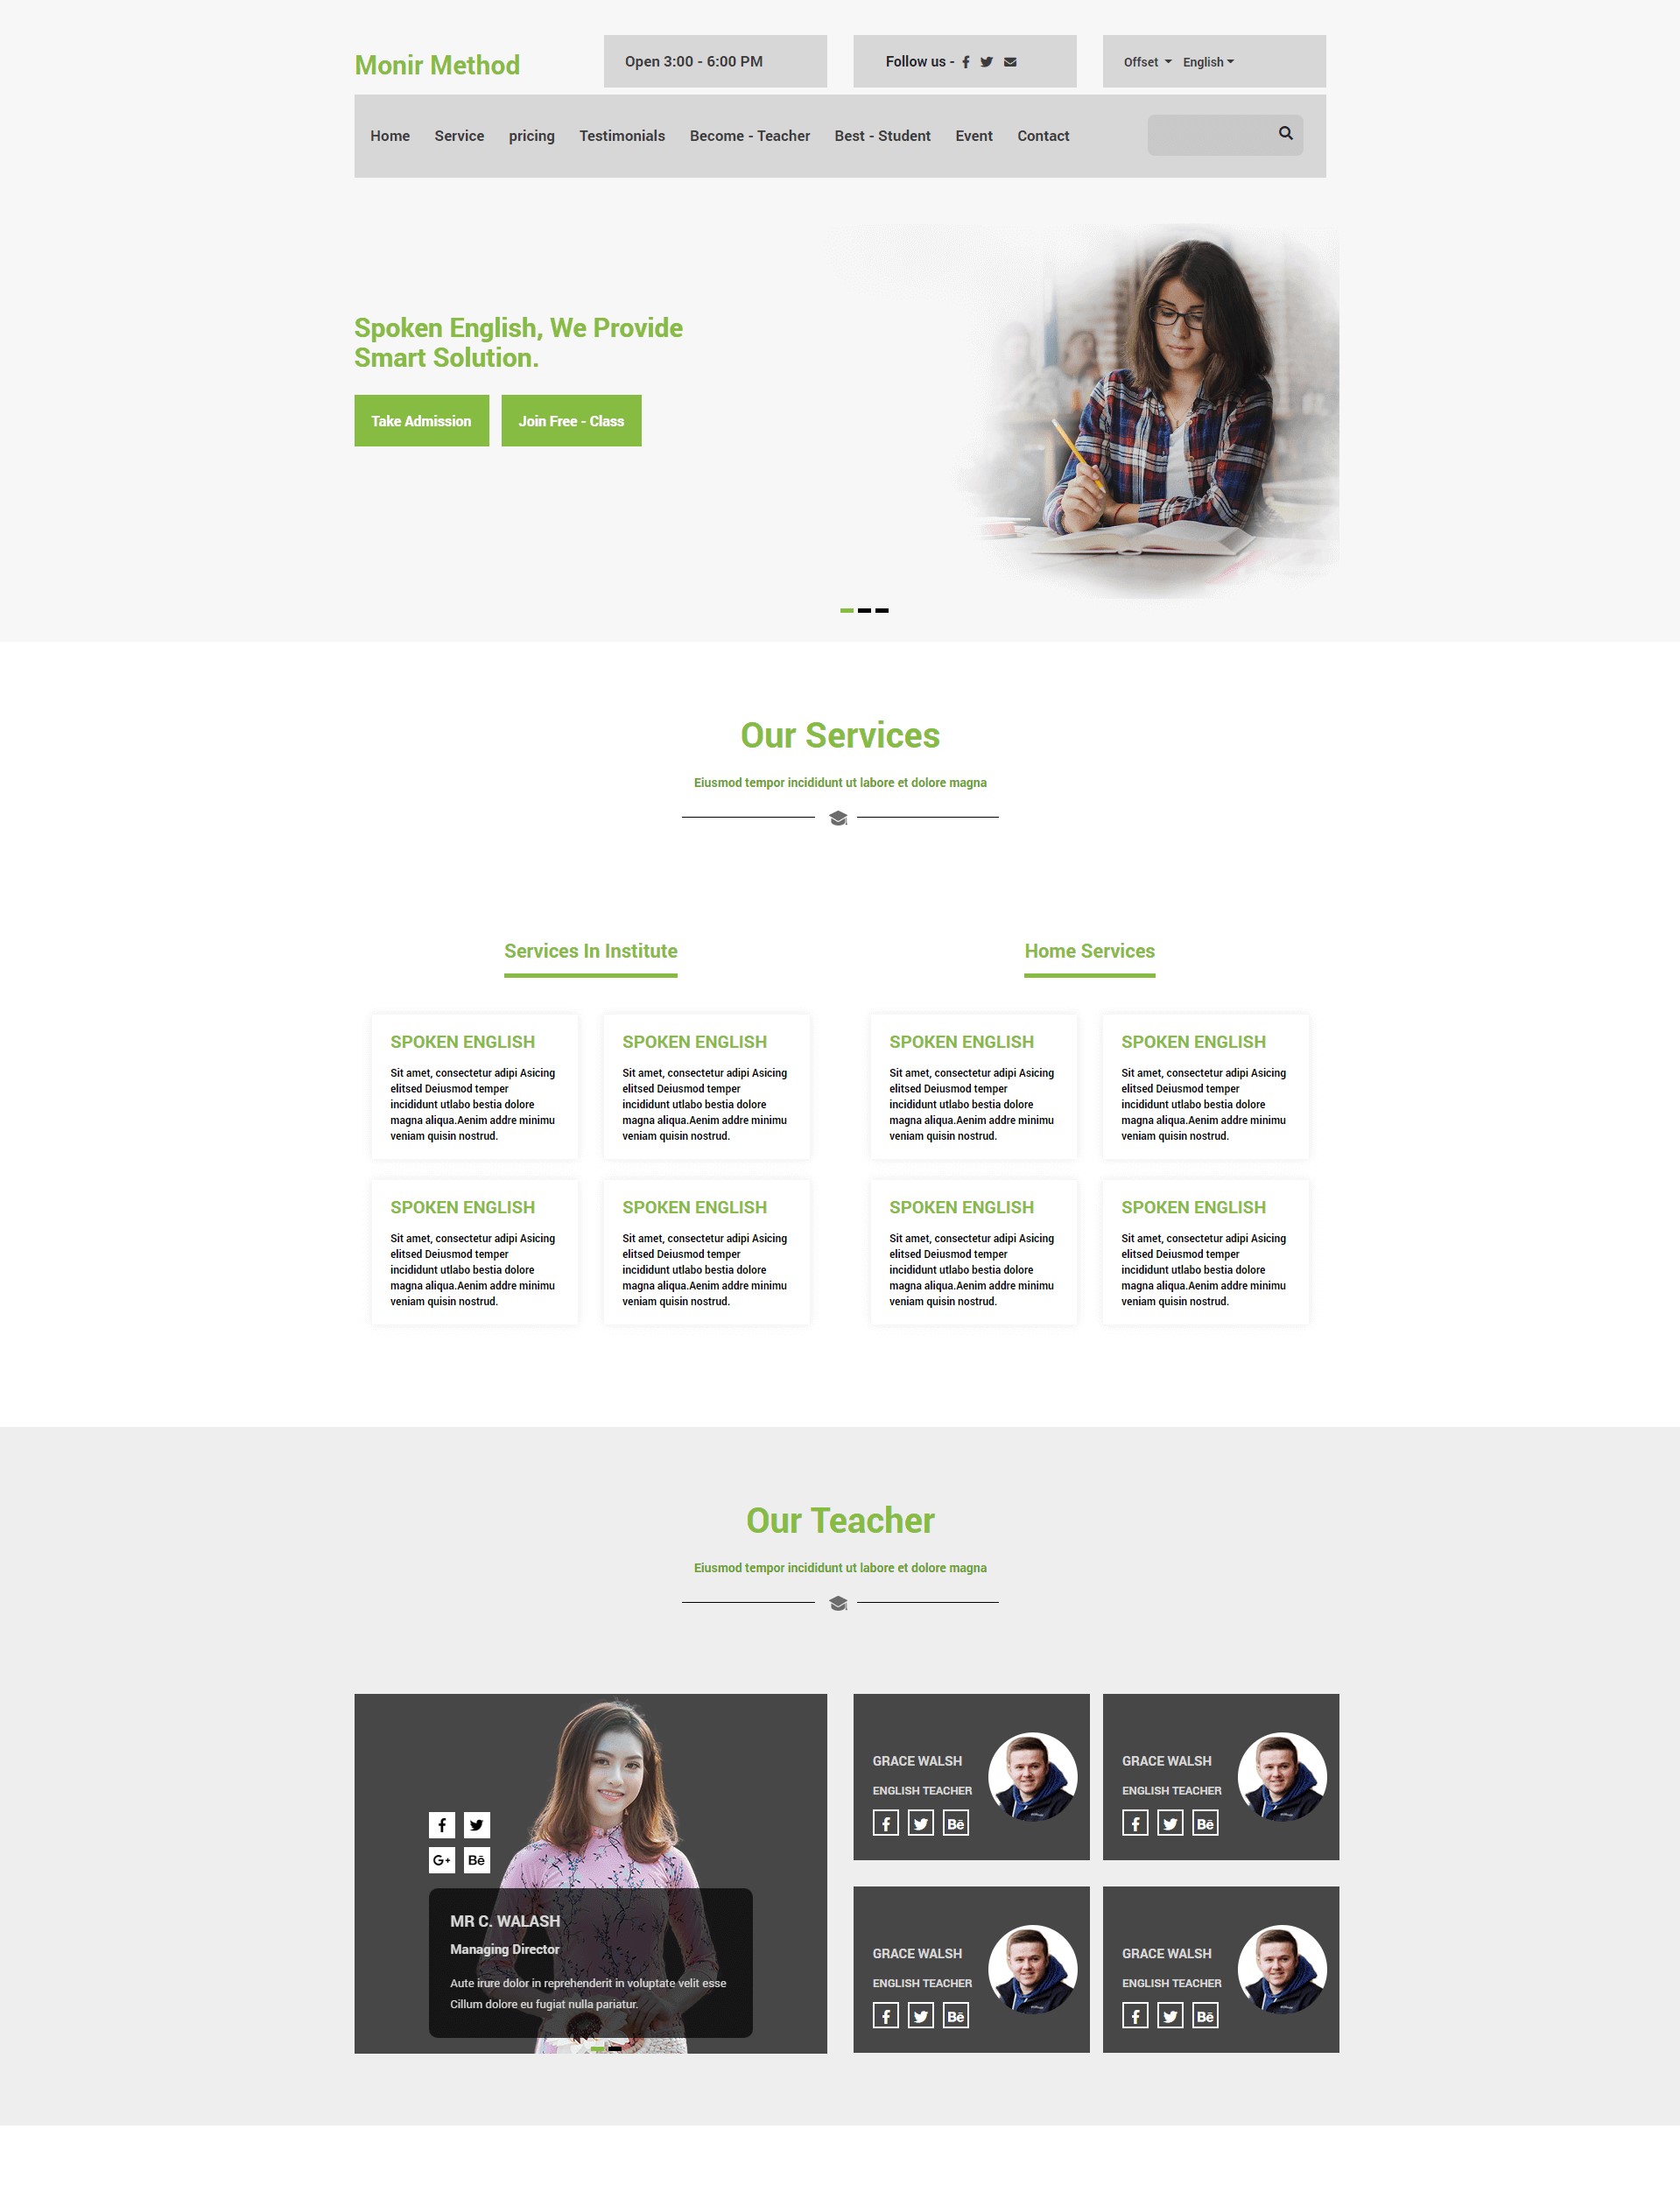 Monir Method
Open 3:00 - 6:00 PM
Follow us -
Offset English
Home Service pricing Testimonials Become - Teacher Best - Student Event Contact
Spoken English, We Provide
Smart Solution.
Take Admission Join Free - Class
Our Services
Eiusmod tempor incididunt ut labore et dolore magna
Services In Institute
SPOKEN ENGLISH
Sit amet, consectetur adipi Asicing
elitsed Deiusmod temper
incididunt utlabo bestia dolore
magna aliqua.Aenim addre minimu
veniam quisin nostrud.
SPOKEN ENGLISH
Sit amet, consectetur adipi Asicing
elitsed Deiusmod temper
incididunt utlabo bestia dolore
magna aliqua.Aenim addre minimu
veniam quisin nostrud.
SPOKEN ENGLISH
Sit amet, consectetur adipi Asicing
elitsed Deiusmod temper
incididunt utlabo bestia dolore
magna aliqua.Aenim addre minimu
veniam quisin nostrud.
SPOKEN ENGLISH
Sit amet, consectetur adipi Asicing
elitsed Deiusmod temper
incididunt utlabo bestia dolore
magna aliqua.Aenim addre minimu
veniam quisin nostrud.
Home Services
SPOKEN ENGLISH
Sit amet, consectetur adipi Asicing
elitsed Deiusmod temper
incididunt utlabo bestia dolore
magna aliqua.Aenim addre minimu
veniam quisin nostrud.
SPOKEN ENGLISH
Sit amet, consectetur adipi Asicing
elitsed Deiusmod temper
incididunt utlabo bestia dolore
magna aliqua.Aenim addre minimu
veniam quisin nostrud.
SPOKEN ENGLISH
Sit amet, consectetur adipi Asicing
elitsed Deiusmod temper
incididunt utlabo bestia dolore
magna aliqua.Aenim addre minimu
veniam quisin nostrud.
SPOKEN ENGLISH
Sit amet, consectetur adipi Asicing
elitsed Deiusmod temper
incididunt utlabo bestia dolore
magna aliqua.Aenim addre minimu
veniam quisin nostrud.
Our Teacher
Eiusmod tempor incididunt ut labore et dolore magna
G+ Bē
MR C. WALASH
Managing Director
Aute irure dolor in reprehenderit in voluptate velit esse
Cillum dolore eu fugiat nulla pariatur.
GRACE WALSH
ENGLISH TEACHER
Bē
GRACE WALSH
ENGLISH TEACHER
Bē
GRACE WALSH
ENGLISH TEACHER
Bē
GRACE WALSH
ENGLISH TEACHER
Bē